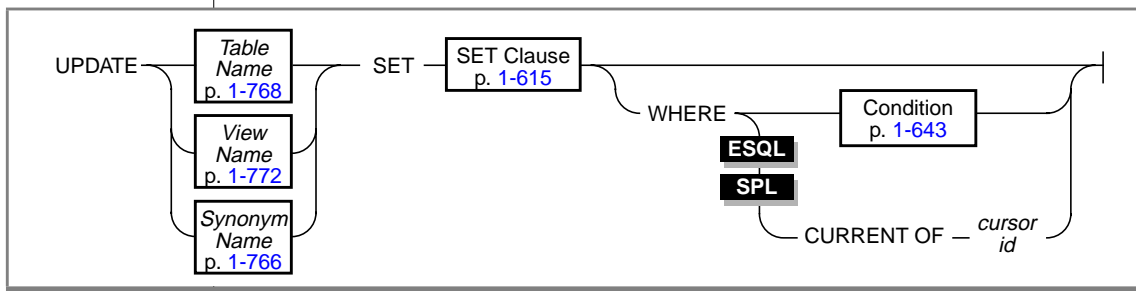 UPDATE
Table
Name
p. 1-768
View
Name
p. 1-772
Synonym
Name
p. 1-766
SET
SET Clause
p. 1-615
WHERE
Condition
p. 1-643
ESQL
SPL
CURRENT OF
cursor
id